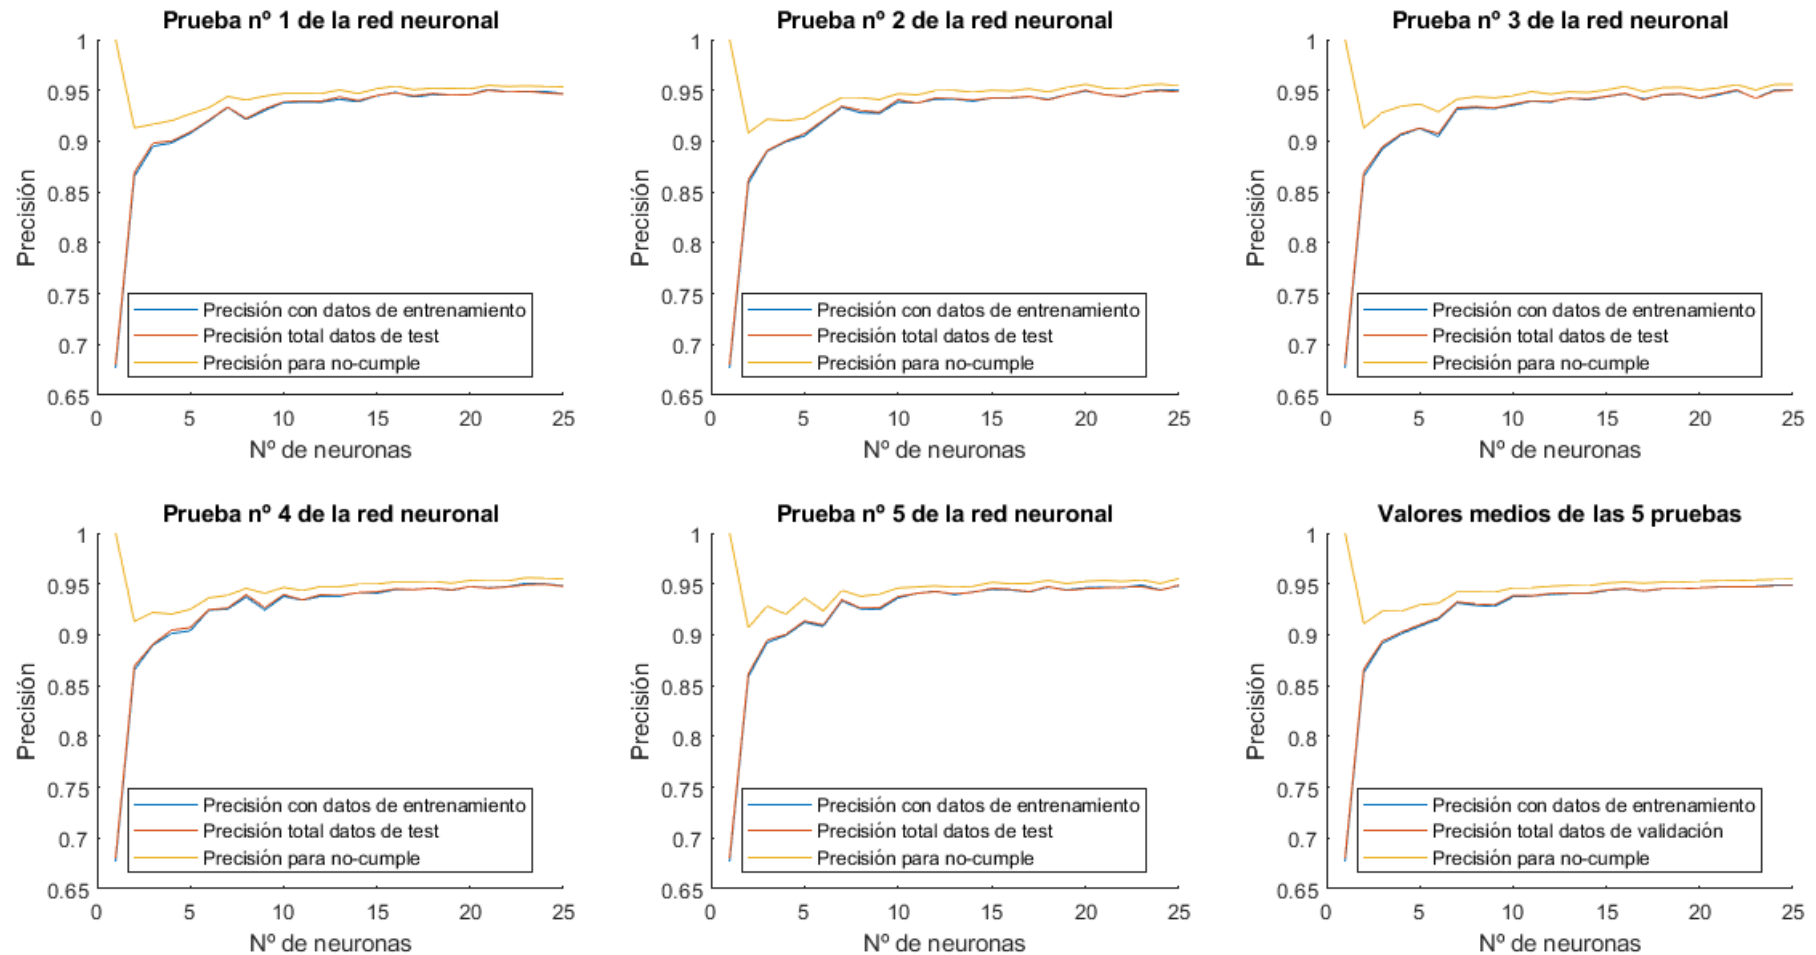 Prueba nº 1 de la red neuronal
1
0.95
0.9
0.85
0.8
0.75
0.7
0.65
Precisión
Precisión con datos de entrenamiento
Precisión total datos de test
Precisión para no-cumple
0 5 10 15 20 25
Nº de neuronas
Prueba nº 2 de la red neuronal
1
0.95
0.9
0.85
0.8
0.75
0.7
0.65
Precisión
Precisión con datos de entrenamiento
Precisión total datos de test
Precisión para no-cumple
0 5 10 15 20 25
Nº de neuronas
Prueba nº 3 de la red neuronal
1
0.95
0.9
0.85
0.8
0.75
0.7
0.65
Precisión
Precisión con datos de entrenamiento
Precisión total datos de test
Precisión para no-cumple
0 5 10 15 20 25
Nº de neuronas
Prueba nº 4 de la red neuronal
1
0.95
0.9
0.85
0.8
0.75
0.7
0.65
Precisión
Precisión con datos de entrenamiento
Precisión total datos de test
Precisión para no-cumple
0 5 10 15 20 25
Nº de neuronas
Prueba nº 5 de la red neuronal
1
0.95
0.9
0.85
0.8
0.75
0.7
0.65
Precisión
Precisión con datos de entrenamiento
Precisión total datos de test
Precisión para no-cumple
0 5 10 15 20 25
Nº de neuronas
Valores medios de las 5 pruebas
1
0.95
0.9
0.85
0.8
0.75
0.7
0.65
Precisión
Precisión con datos de entrenamiento
Precisión total datos de validación
Precisión para no-cumple
0 5 10 15 20 25
Nº de neuronas